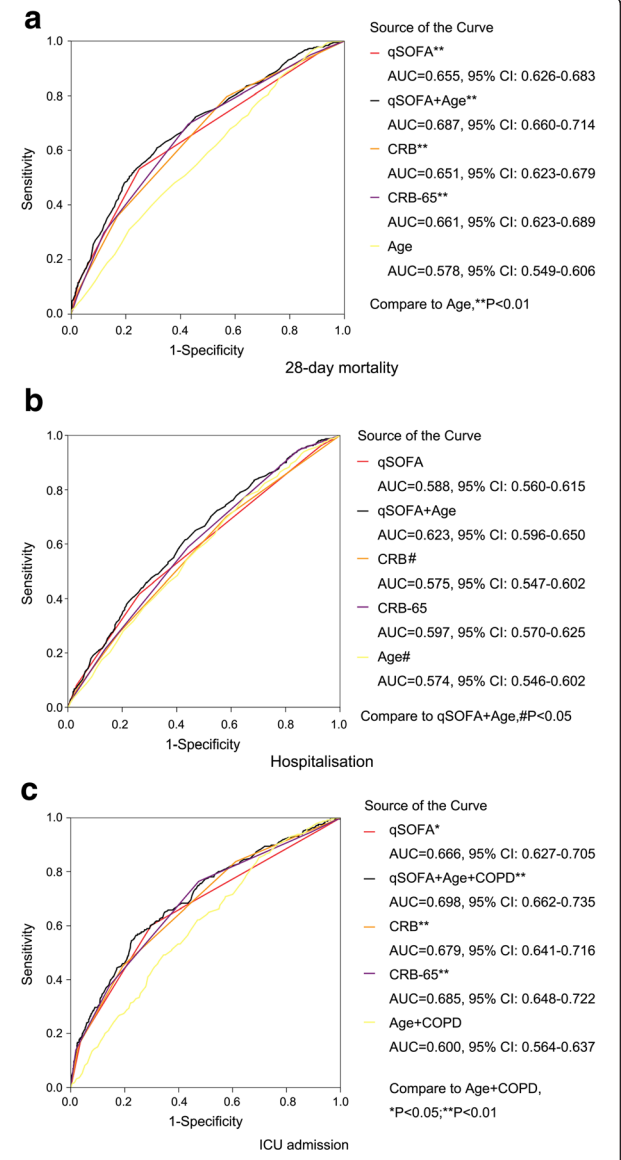 a
Source of the Curve
qSOFA**
AUC=0.655, 95% CI: 0.626-0.683
qSOFA+Age**
AUC=0.687, 95% CI: 0.660-0.714
CRB**
AUC=0.651, 95% CI: 0.623-0.679
CRB-65**
AUC=0.661, 95% CI: 0.623-0.689
Age
AUC=0.578, 95% CI: 0.549-0.606
Compare to Age,**P<0.01
1.0
0.8
0.6
0.4
0.2
0.0
Sensitivity
0.0 0.2 0.4 0.6 0.8 1.0
1-Specificity
28-day mortality
b
Source of the Curve
qSOFA
AUC=0.588, 95% CI: 0.560-0.615
qSOFA+Age
AUC=0.623, 95% CI: 0.596-0.650
CRB#
AUC=0.575, 95% CI: 0.547-0.602
CRB-65
AUC=0.597, 95% CI: 0.570-0.625
Age#
AUC=0.574, 95% CI: 0.546-0.602
Compare to qSOFA+Age,#P<0.05
1.0
0.8
0.6
0.4
0.2
0.0
Sensitivity
0.0 0.2 0.4 0.6 0.8 1.0
1-Specificity
Hospitalisation
c
Source of the Curve
qSOFA*
AUC=0.666, 95% CI: 0.627-0.705
qSOFA+Age+COPD**
AUC=0.698, 95% CI: 0.662-0.735
CRB**
AUC=0.679, 95% CI: 0.641-0.716
CRB-65**
AUC=0.685, 95% CI: 0.648-0.722
Age+COPD
AUC=0.600, 95% CI: 0.564-0.637
Compare to Age+COPD,
*P<0.05;**P<0.01
1.0
0.8
0.6
0.4
0.2
0.0
Sensitivity
0.0 0.2 0.4 0.6 0.8 1.0
1-Specificity
ICU admission